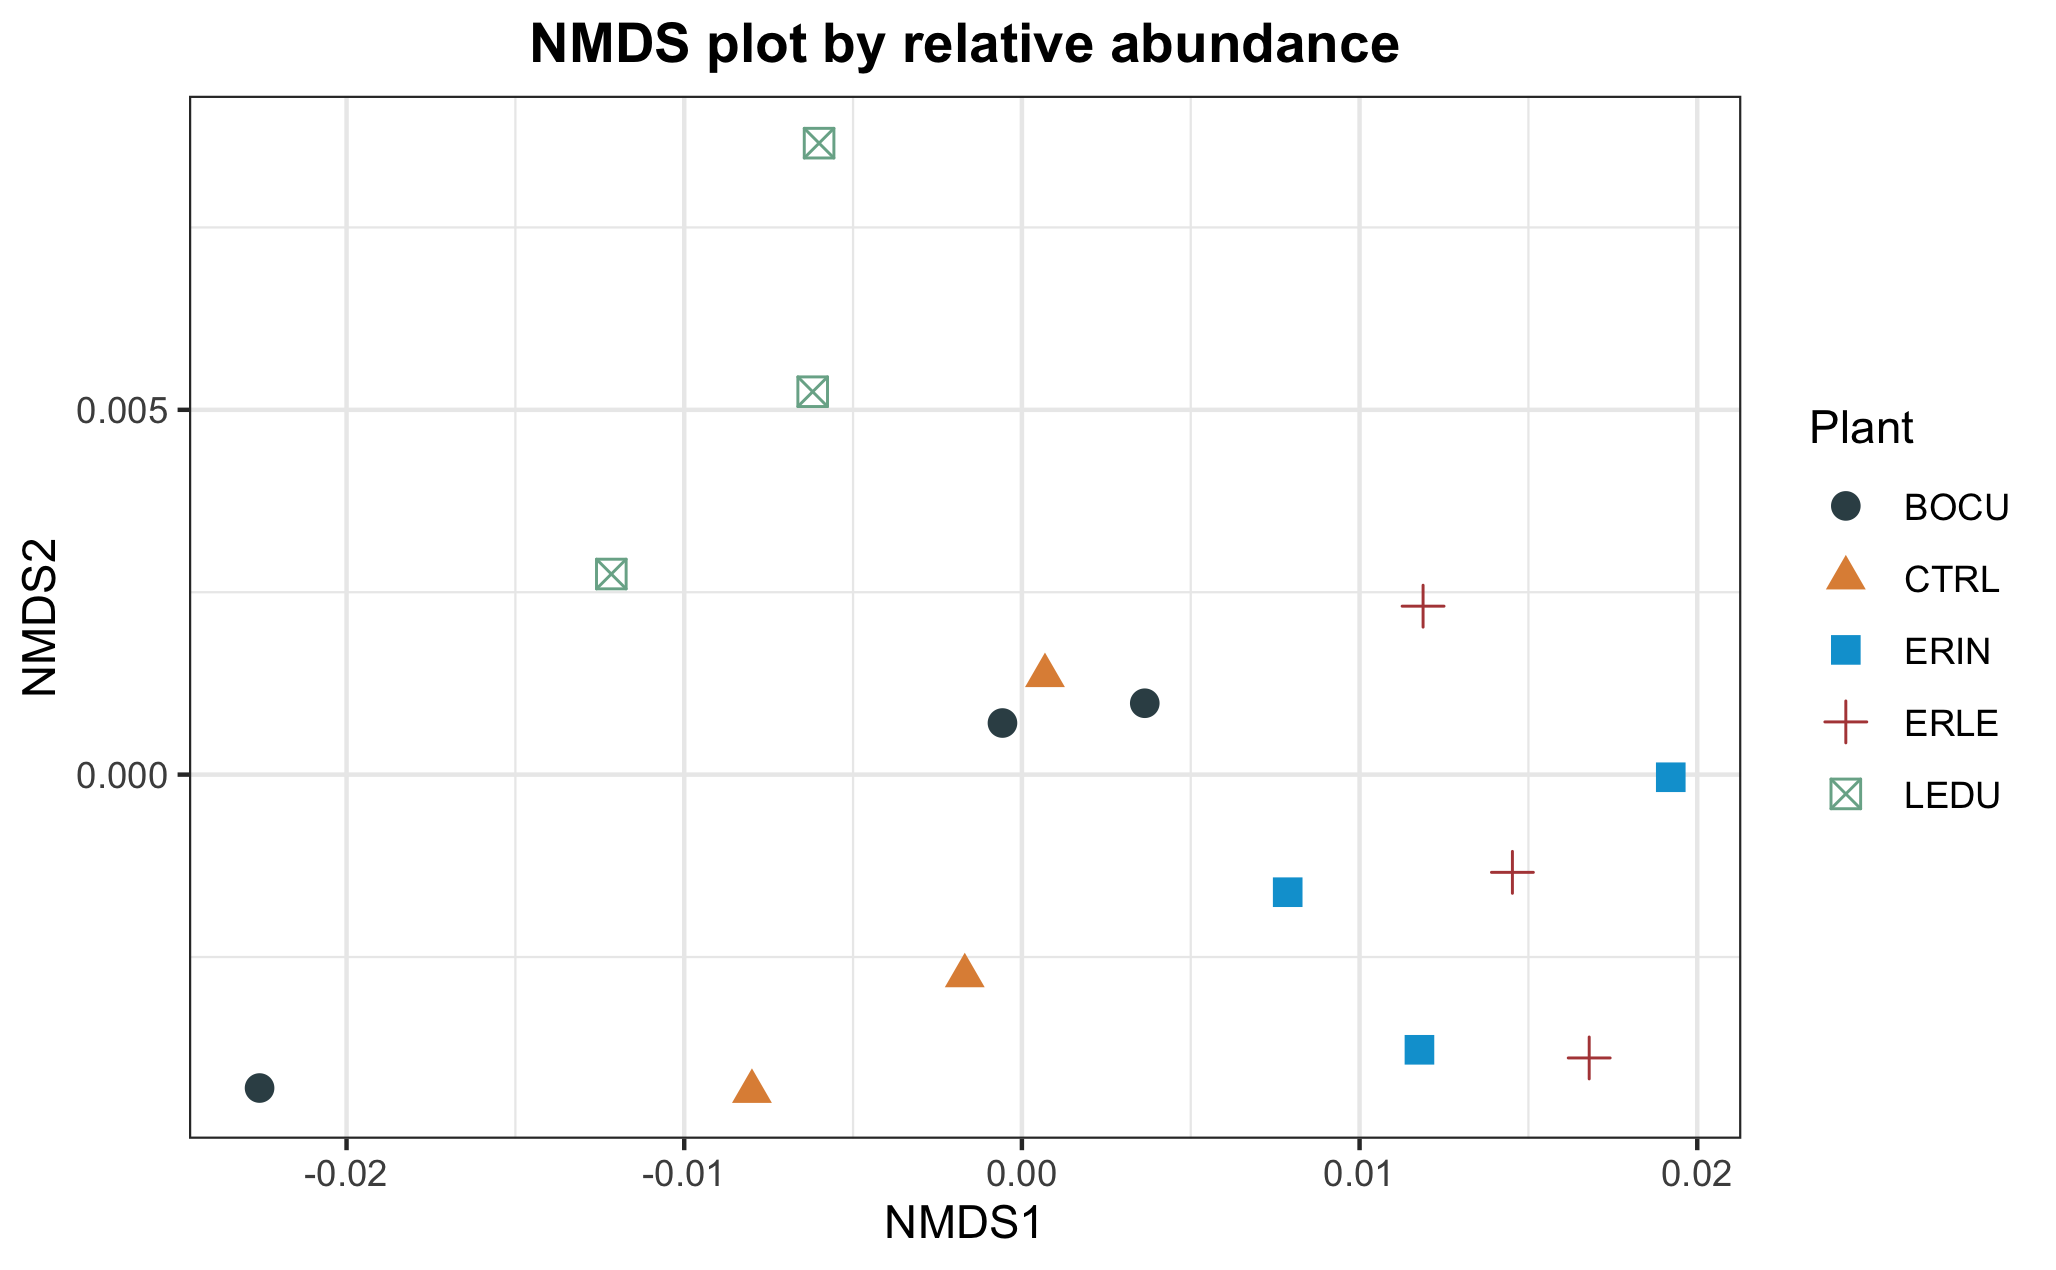 NMDS plot by relative abundance
NMDS2
0.005
0.000
-0.02
-0.01
0.00
0.01
0.02
NMDS1
Plant
BOCU
CTRL
ERIN
ERLE
LEDU